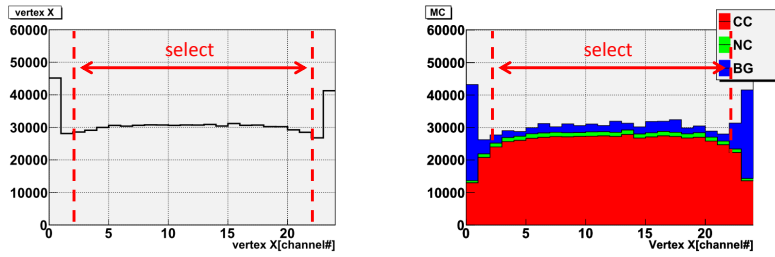 vertex X
60000
50000
40000
30000
20000
10000
0
select
0 5 10 15 20
vertex X[channel#]
MC
60000
50000
40000
30000
20000
10000
0
select
CC
NC
BG
0 5 10 15 20
Vertex X[channel#]